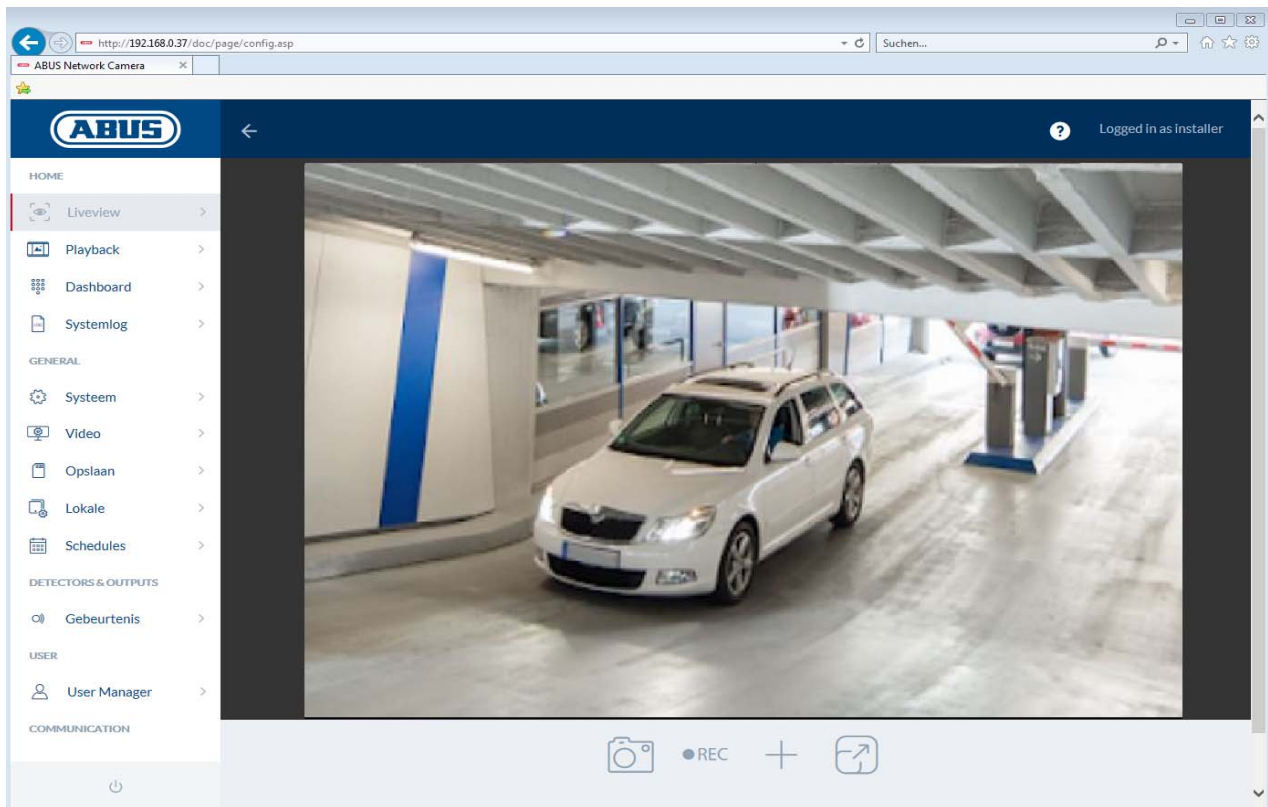 http://192.168.0.37/doc/page/config.asp
Suchen...
ABUS Network Camera
ABUS
? Logged in as installer
HOME
Liveview
Playback
Dashboard
Systemlog
GENERAL
Systeem
Video
Opslaan
Lokale
Schedules
DETECTORS & OUTPUTS
Gebeurtenis
USER
User Manager
COMMUNICATION
REC